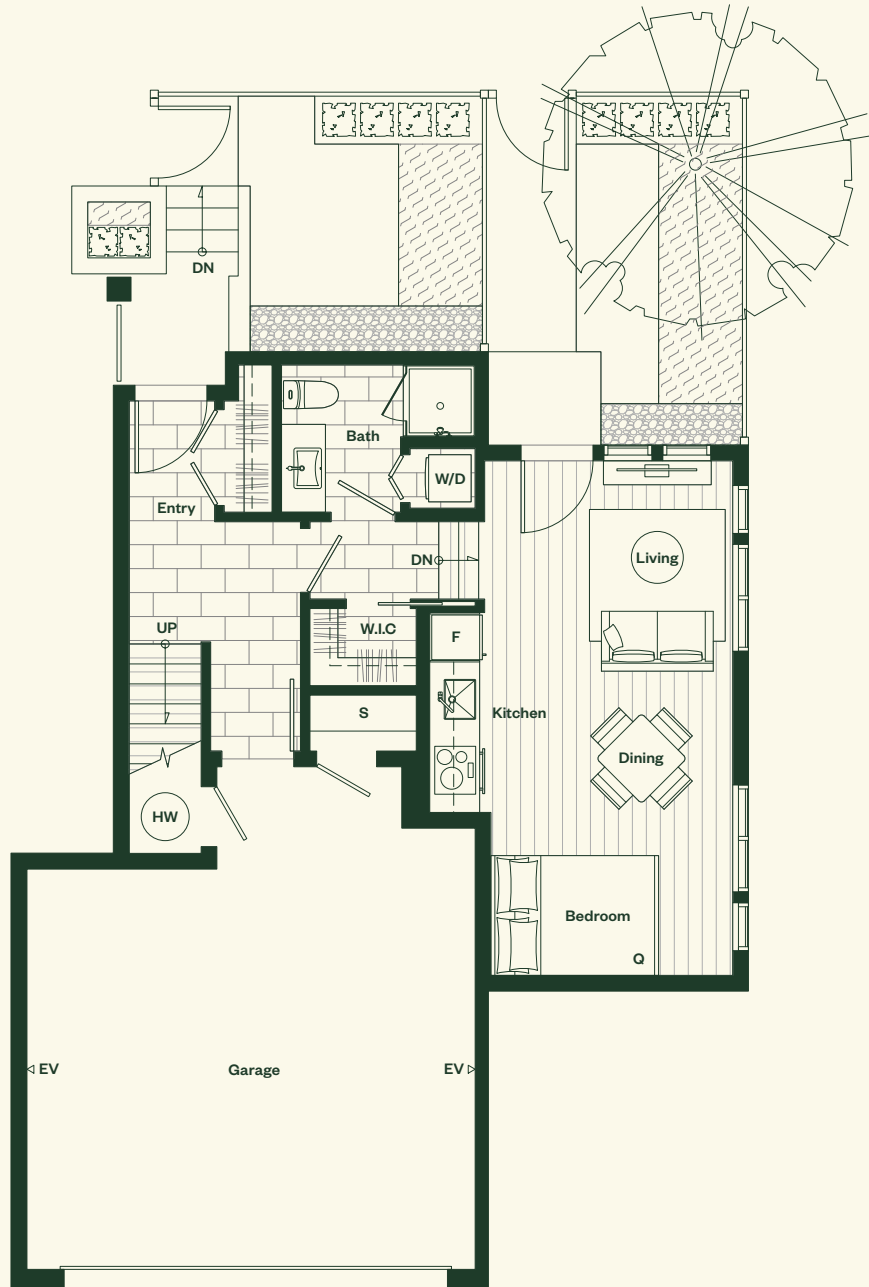 DN
Bath
W/D
Entry
DN
Living
UP
W.I.C
F
S
Kitchen
Dining
HW
Bedroom
Q
EV
Garage
EV